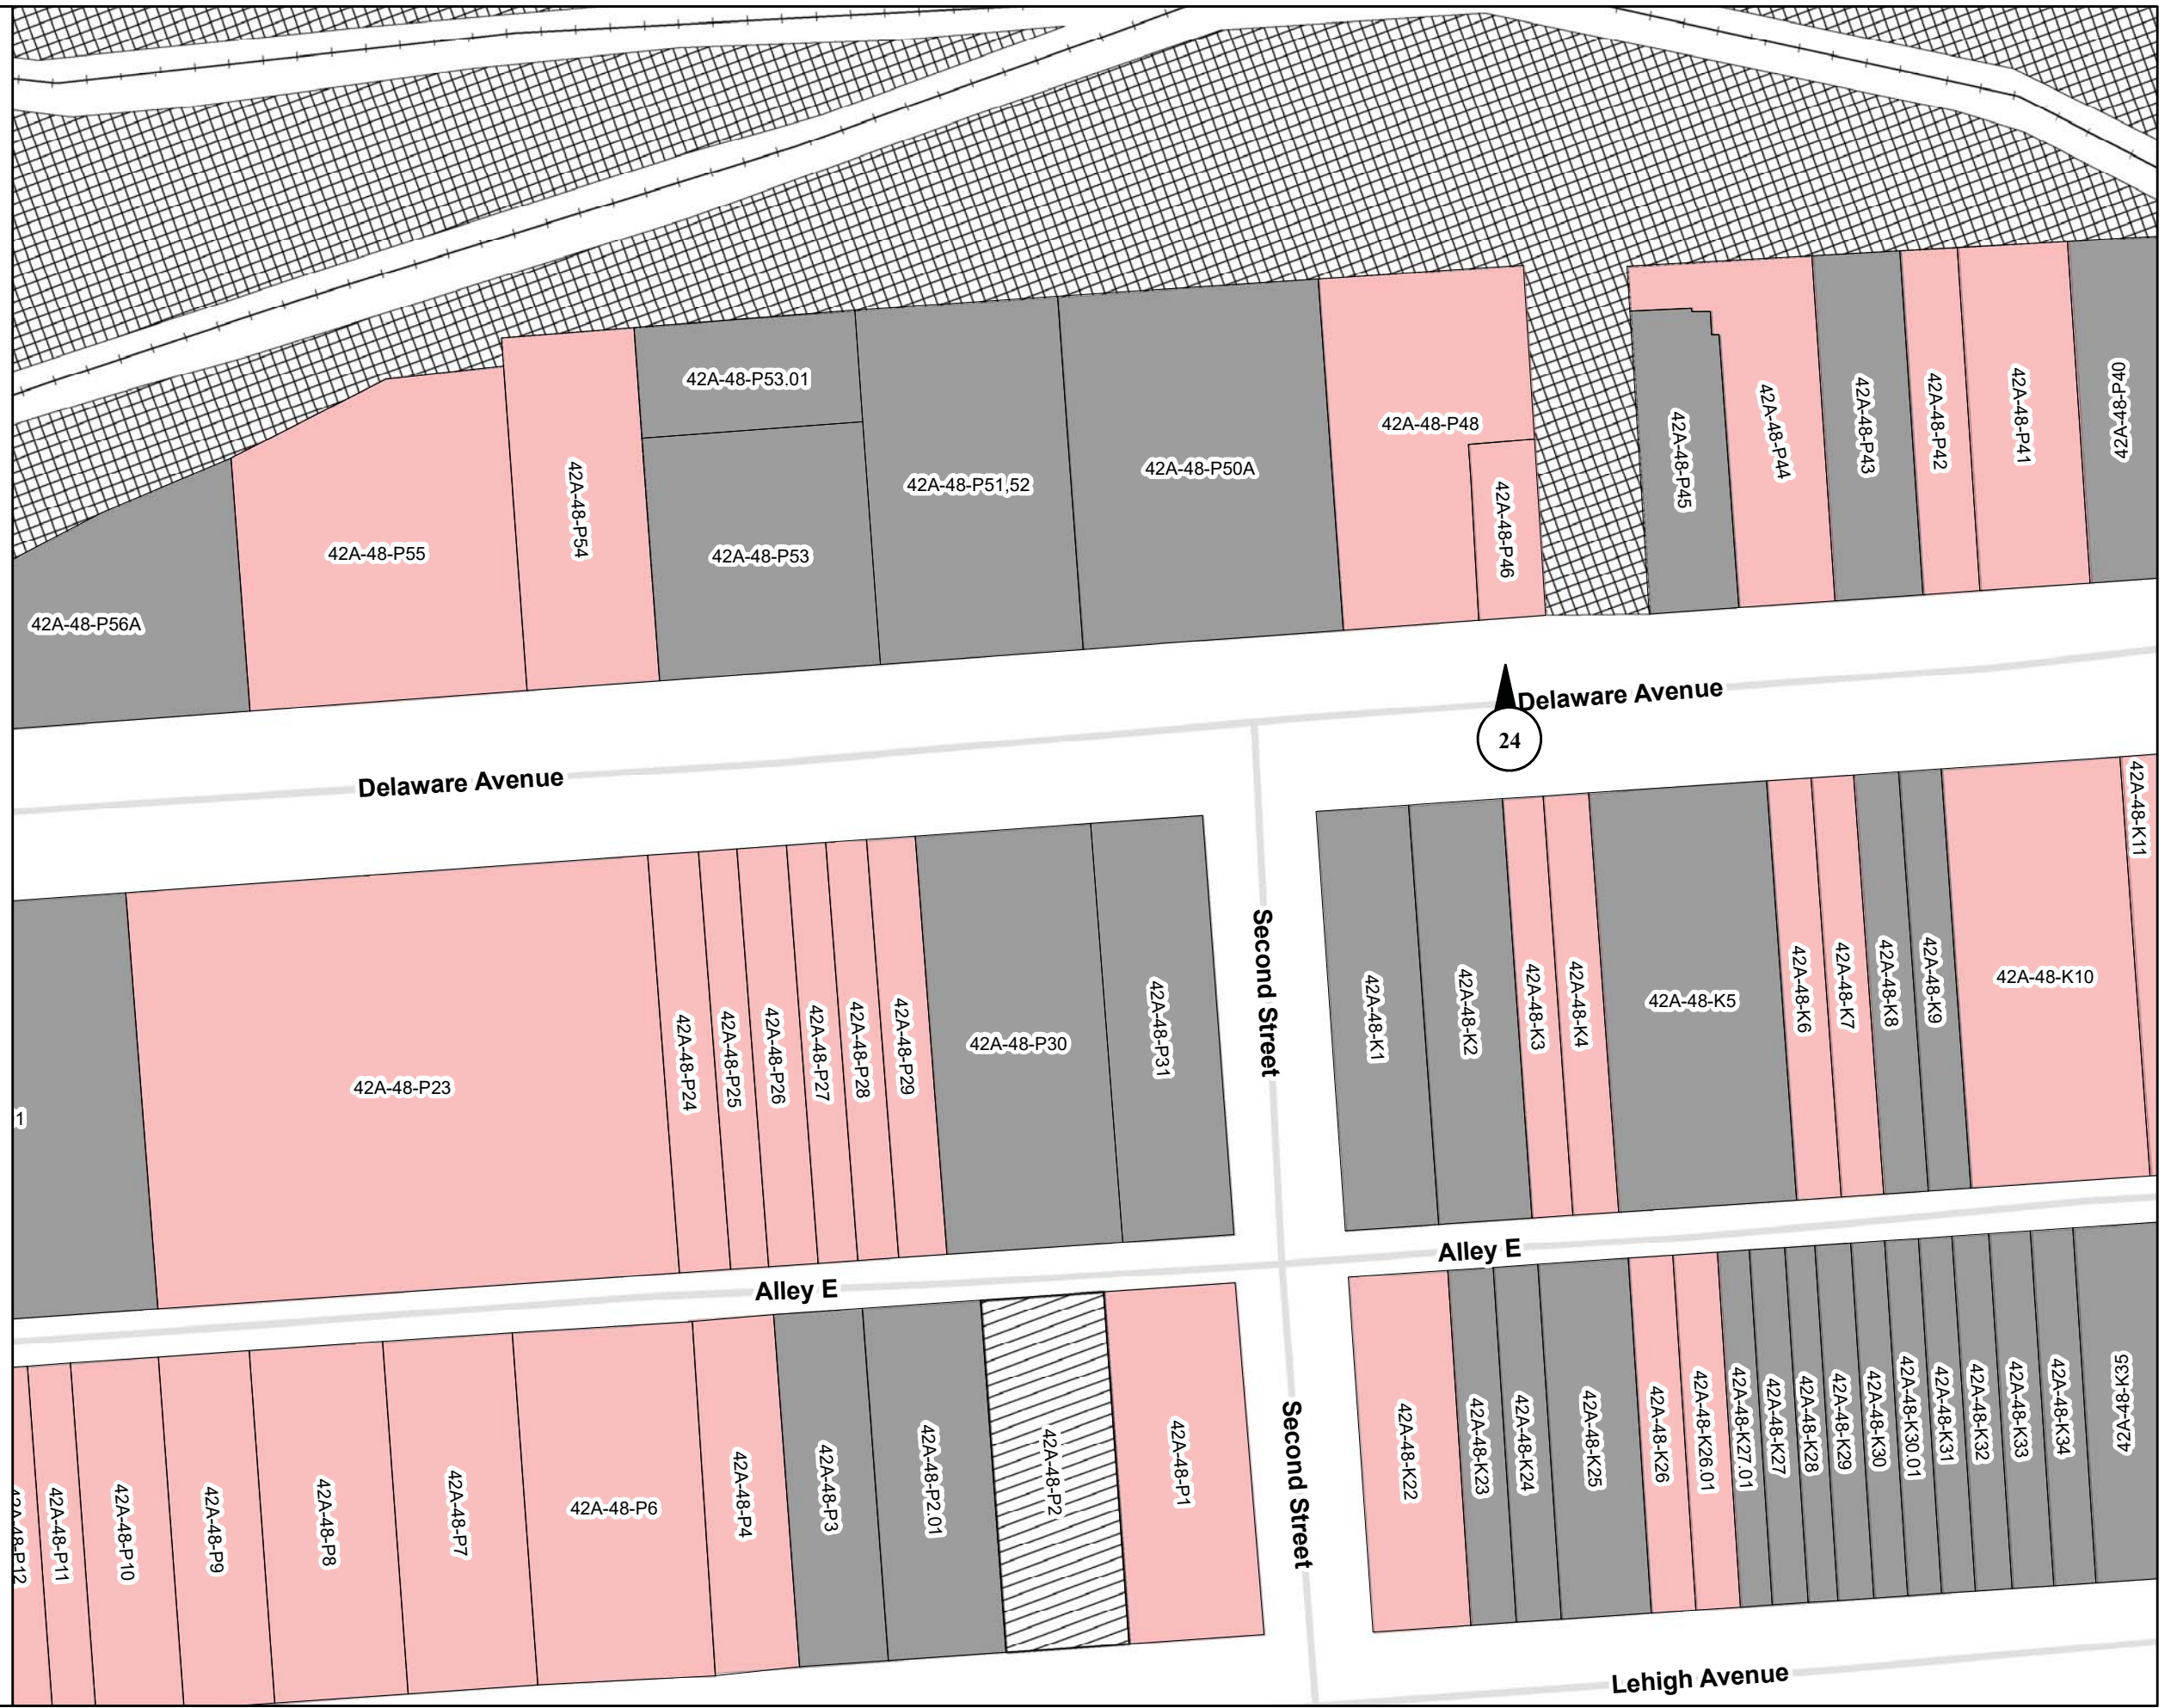 42A-48-P53.01
42A-48-P48
42A-48-P44
42A-48-P43
42A-48-P42
42A-48-P41
42A-48-P40
42A-48-P45
42A-48-P55
42A-48-P54
42A-48-P53
42A-48-P51,52
42A-48-P50A
42A-48-P46
42A-48-P56A
Delaware Avenue
24
Delaware Avenue
42A-48-K11
1
42A-48-P23
42A-48-P24
42A-48-P25
42A-48-P26
42A-48-P27
42A-48-P28
42A-48-P29
42A-48-P30
42A-48-P31
Second Street
42A-48-K1
42A-48-K2
42A-48-K3
42A-48-K4
42A-48-K5
42A-48-K6
42A-48-K7
42A-48-K8
42A-48-K9
42A-48-K10
Alley E
Alley E
42A-48-P12
42A-48-P11
42A-48-P10
42A-48-P9
42A-48-P8
42A-48-P7
42A-48-P6
42A-48-P4
42A-48-P3
42A-48-P2.01
42A-48-P2
42A-48-P1
Second Street
42A-48-K22
42A-48-K23
42A-48-K24
42A-48-K25
42A-48-K26
42A-48-K26.01
42A-48-K27.01
42A-48-K27
42A-48-K28
42A-48-K29
42A-48-K30
42A-48-K30.01
42A-48-K31
42A-48-K32
42A-48-K33
42A-48-K34
42A-48-K35
Lehigh Avenue